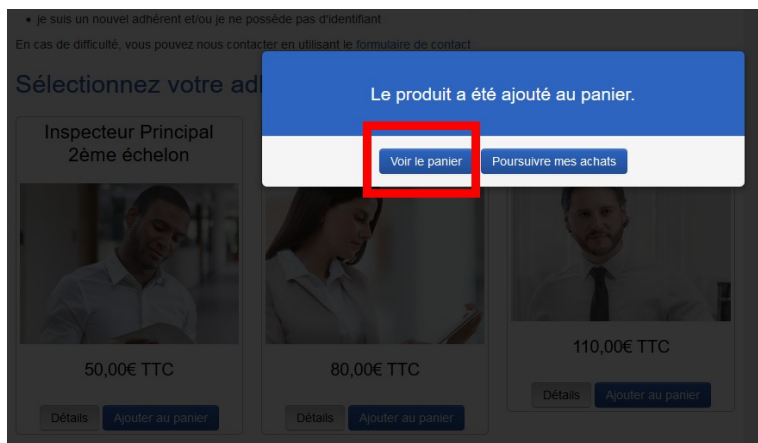 • je suis un nouvel adhérent et/ou je ne possède pas d'identifiant
En cas de difficulté, vous pouvez nous contacter en utilisant le formulaire de contact
Sélectionnez votre ad
Le produit a été ajouté au panier.
Voir le panier Poursuivre mes achats
Inspecteur Principal
2ème échelon
50,00€ TTC
Détails Ajouter au panier
80,00€ TTC
Détails Ajouter au panier
110,00€ TTC
Détails Ajouter au panier